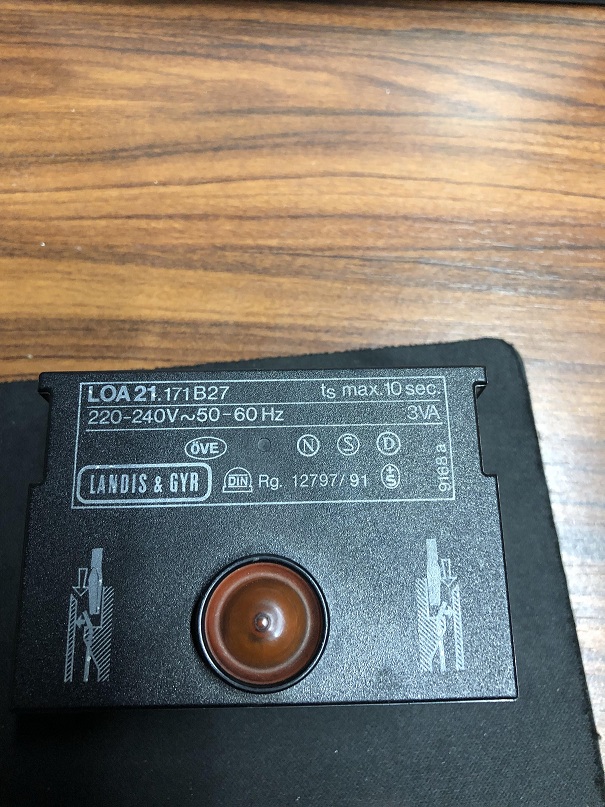 LOA 21.171B27 ts max.10 sec.
220-240V~50-60 Hz 3VA
ÖVE N S D
LANDIS & GYR DIN Rg. 12797/91 +S
9168 a